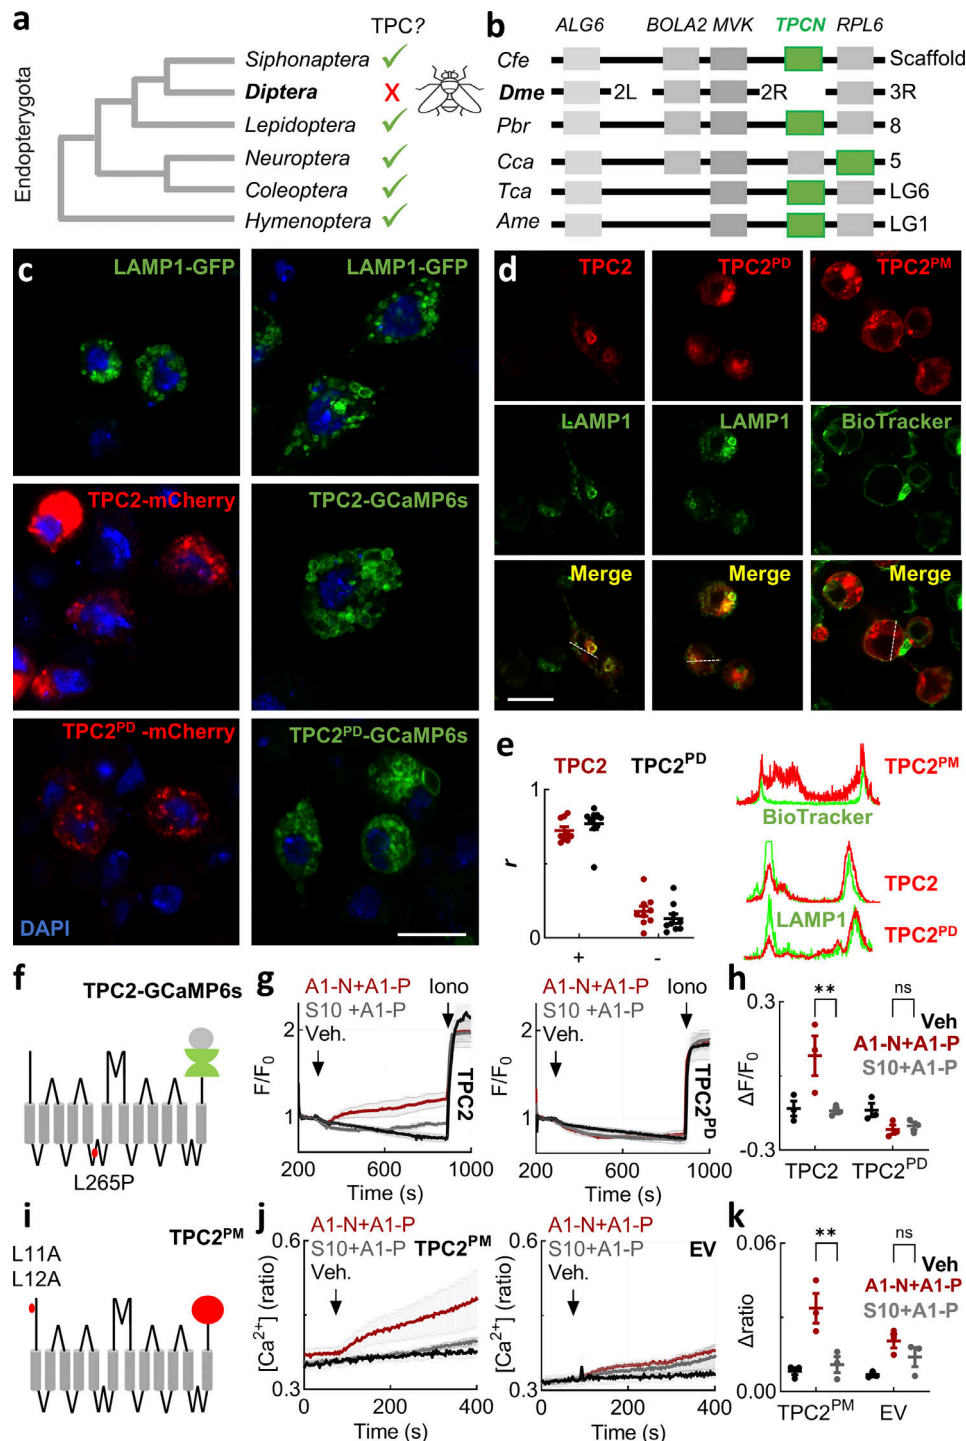 a
TPC?
Endopterygota
Siphonaptera
Diptera
X
Lepidoptera
Neuroptera
Coleoptera
Hymenoptera
b
ALG6 BOLA2 MVK TPCN RPL6
Cfe Scaffold
Dme 2L 2R 3R
Pbr 8
Cca 5
Tca LG6
Ame LG1
c
LAMP1-GFP
LAMP1-GFP
TPC2-mCherry
TPC2-GCaMP6s
TPC2PD -mCherry
TPC2PD-GCaMP6s
DAPI
d
TPC2
TPC2PD
TPC2PM
LAMP1
LAMP1
BioTracker
Merge
Merge
Merge
e
TPC2 TPC2PD
1
r
0
+ -
TPC2PM
BioTracker
TPC2
LAMP1
TPC2PD
f
TPC2-GCaMP6s
L265P
g
A1-N+A1-P Iono
S10 +A1-P
Veh.
2
F/F0
1
TPC2
200 600 1000
Time (s)
Iono
Veh.
2
F/F0
1
TPC2PD
200 600 1000
Time (s)
h
0.3
** ns
Veh
A1-N+A1-P
S10+A1-P
ΔF/F0
-0.3
TPC2 TPC2PD
i
TPC2PM
L11A
L12A
j
A1-N+A1-P
0.6
S10+A1-P TPC2PM
Veh.
[Ca2+] (ratio)
0.3
0 200 400
Time (s)
A1-N+A1-P
0.6
S10+A1-P EV
Veh.
[Ca2+] (ratio)
0.3
0 200 400
Time (s)
k
0.06
** ns
Veh
A1-N+A1-P
S10+A1-P
Δratio
0.00
TPC2PM EV